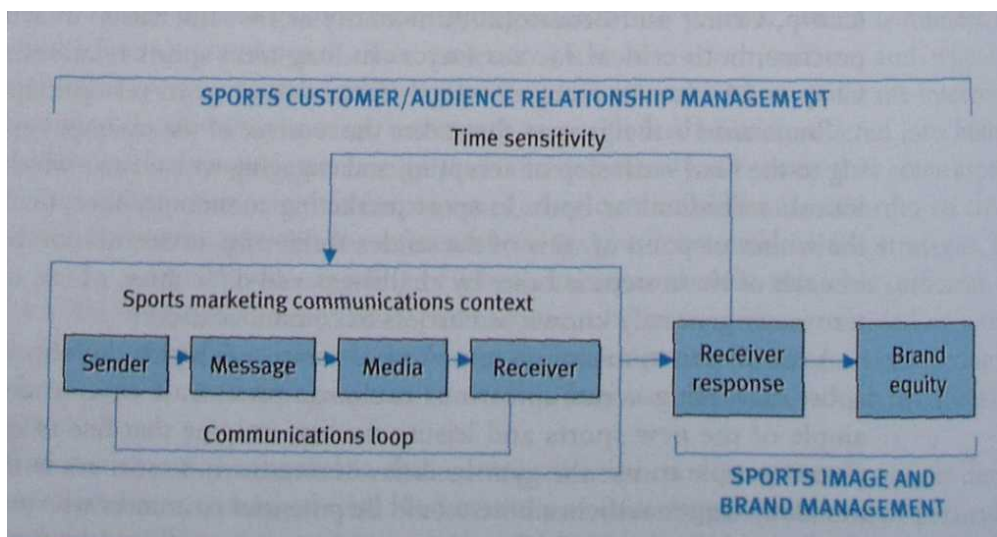 SPORTS CUSTOMER/AUDIENCE RELATIONSHIP MANAGEMENT
Time sensitivity
Sports marketing communications context
Sender
Message
Media
Receiver
Receiver
response
Brand
equity
Communications loop
SPORTS IMAGE AND
BRAND MANAGEMENT